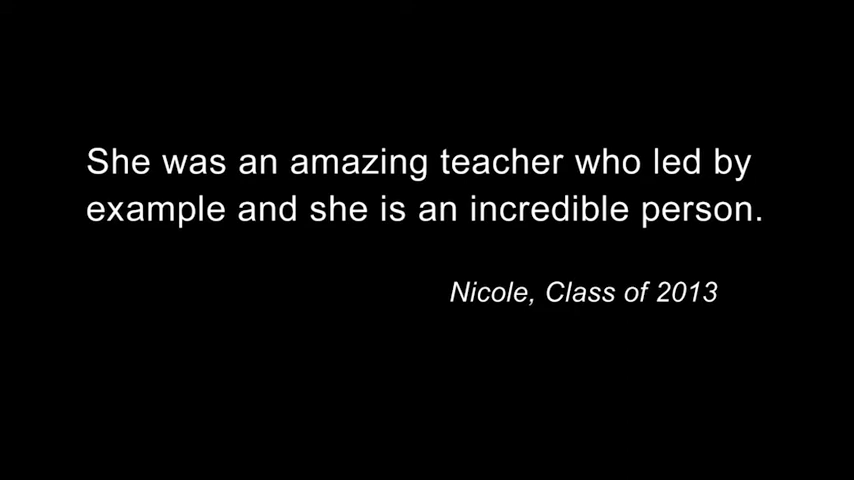 She was an amazing teacher who led by
example and she is an incredible person.
Nicole, Class of 2013